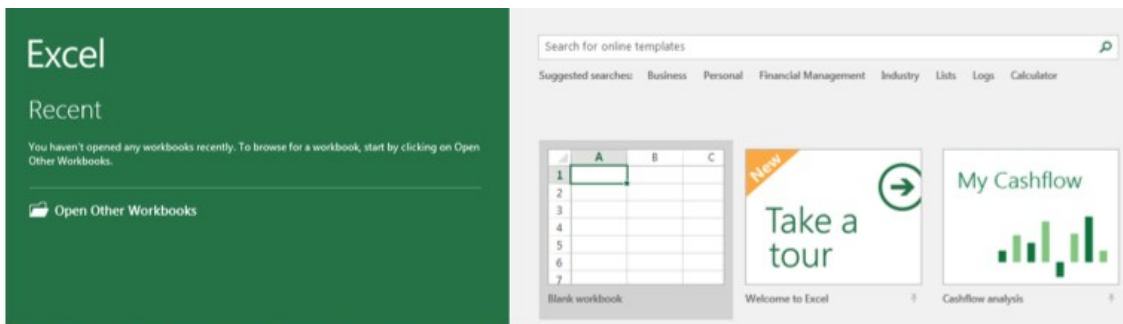 Excel
Recent
You haven't opened any workbooks recently. To browse for a workbook, start by clicking on Open
Other Workbooks.
Open Other Workbooks
Search for online templates
Suggested searches: Business Personal Financial Management Industry Lists Logs Calculator
A B C
1
2
3
4
5
6
7
Blank workbook
New
Take a
tour
Welcome to Excel
My Cashflow
Cashflow analysis